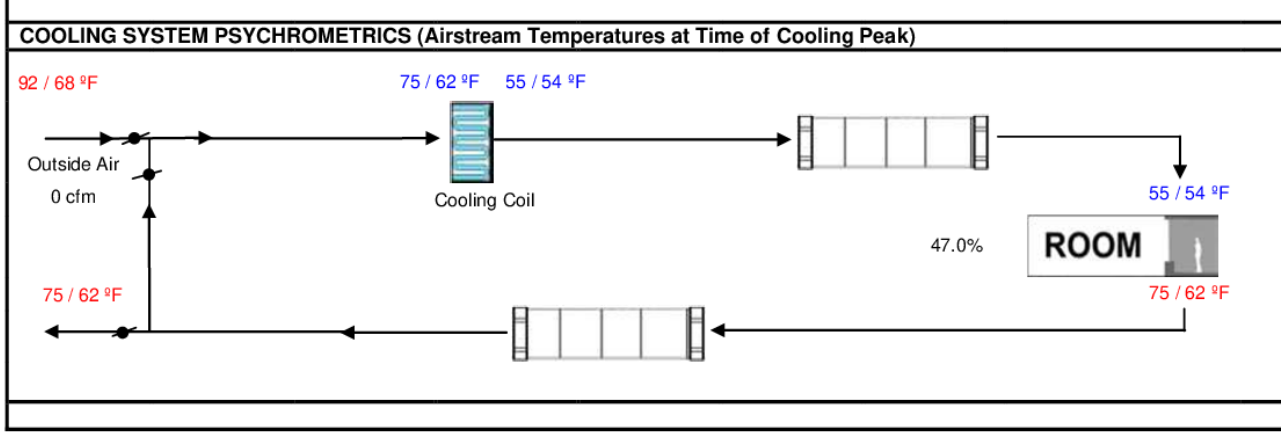 COOLING SYSTEM PSYCHROMETRICS (Airstream Temperatures at Time of Cooling Peak)
92 / 68 ºF
75 / 62 ºF
55 / 54 ºF
Outside Air
0 cfm
Cooling Coil
55 / 54 ºF
47.0%
ROOM
75 / 62 ºF
75 / 62 ºF